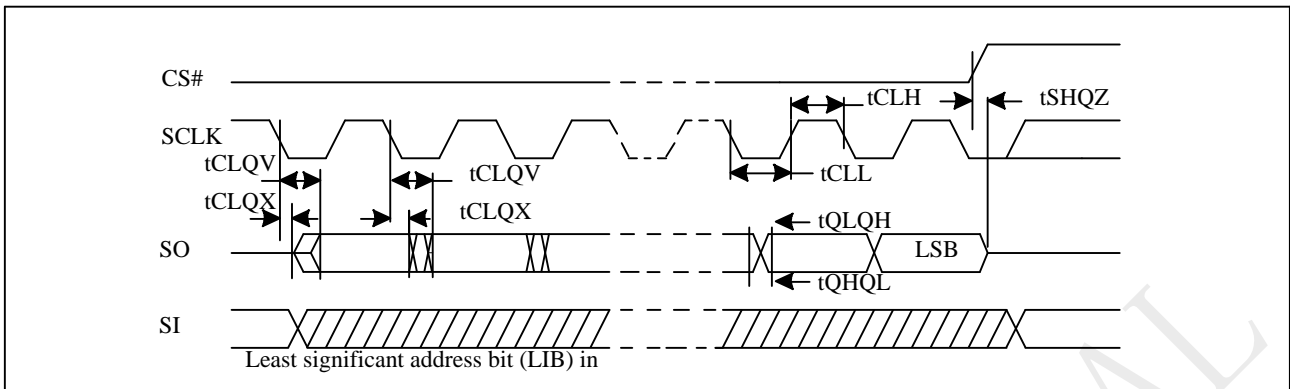 CS#
tCLH
tSHQZ
SCLK
tCLQV
tCLQV
tCLL
tCLQX
tCLQX
tQLQH
SO
LSB
tQHQL
SI
Least significant address bit (LIB) in